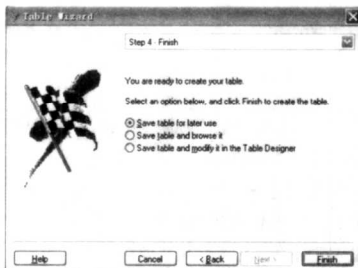 Table Wizard
Step 4 - Finish
You are ready to create your table.
Select an option below, and click Finish to create the table.
Save table for later use
Save table and browse it
Save table and modify it in the Table Designer
Help
Cancel
< Back
Next >
Finish